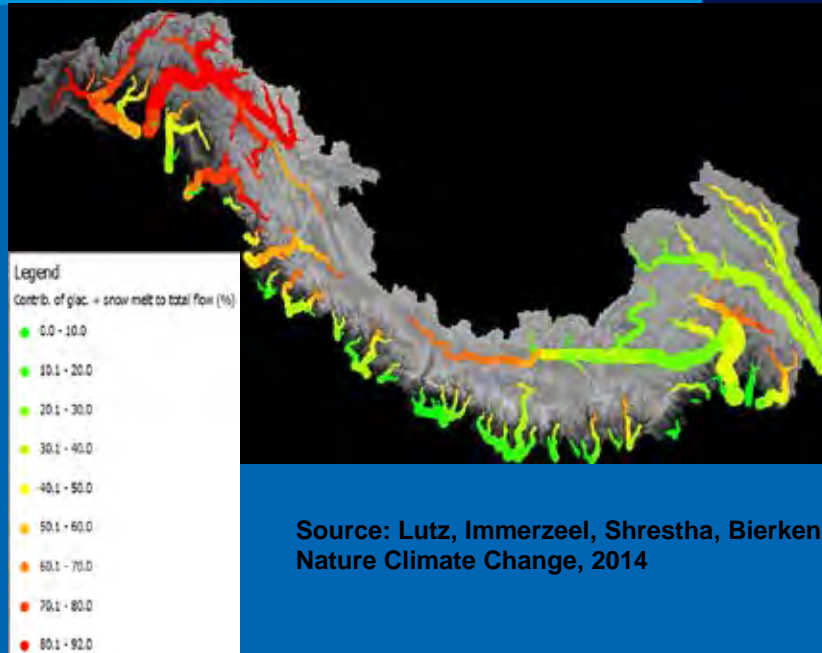 Legend
Contrib. of glac. + snow melt to total flow (%)
0.0 - 10.0
10.1 - 20.0
20.1 - 30.0
30.1 - 40.0
40.1 - 50.0
50.1 - 60.0
60.1 - 70.0
70.1 - 80.0
80.1 - 92.0
Source: Lutz, Immerzeel, Shrestha, Bierken
Nature Climate Change, 2014